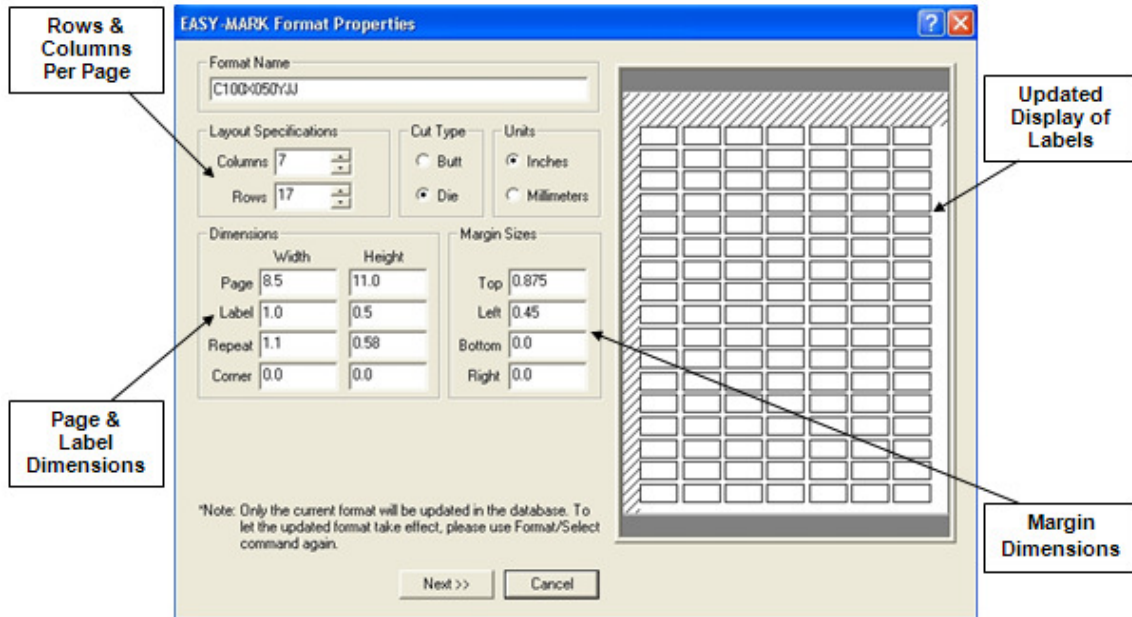 EASY-MARK Format Properties
Rows &
Columns
Per Page
Format Name
C100X050YJJ
Layout Specifications
Columns 7
Rows 17
Cut Type
Butt
Die
Units
Inches
Millimeters
Updated
Display of
Labels
Dimensions
Width Height
Page 8.5 11.0
Label 1.0 0.5
Repeat 1.1 0.58
Corner 0.0 0.0
Margin Sizes
Top 0.875
Left 0.45
Bottom 0.0
Right 0.0
Page &
Label
Dimensions
*Note: Only the current format will be updated in the database. To
let the updated format take effect, please use Format/Select
command again.
Margin
Dimensions
Next >>
Cancel